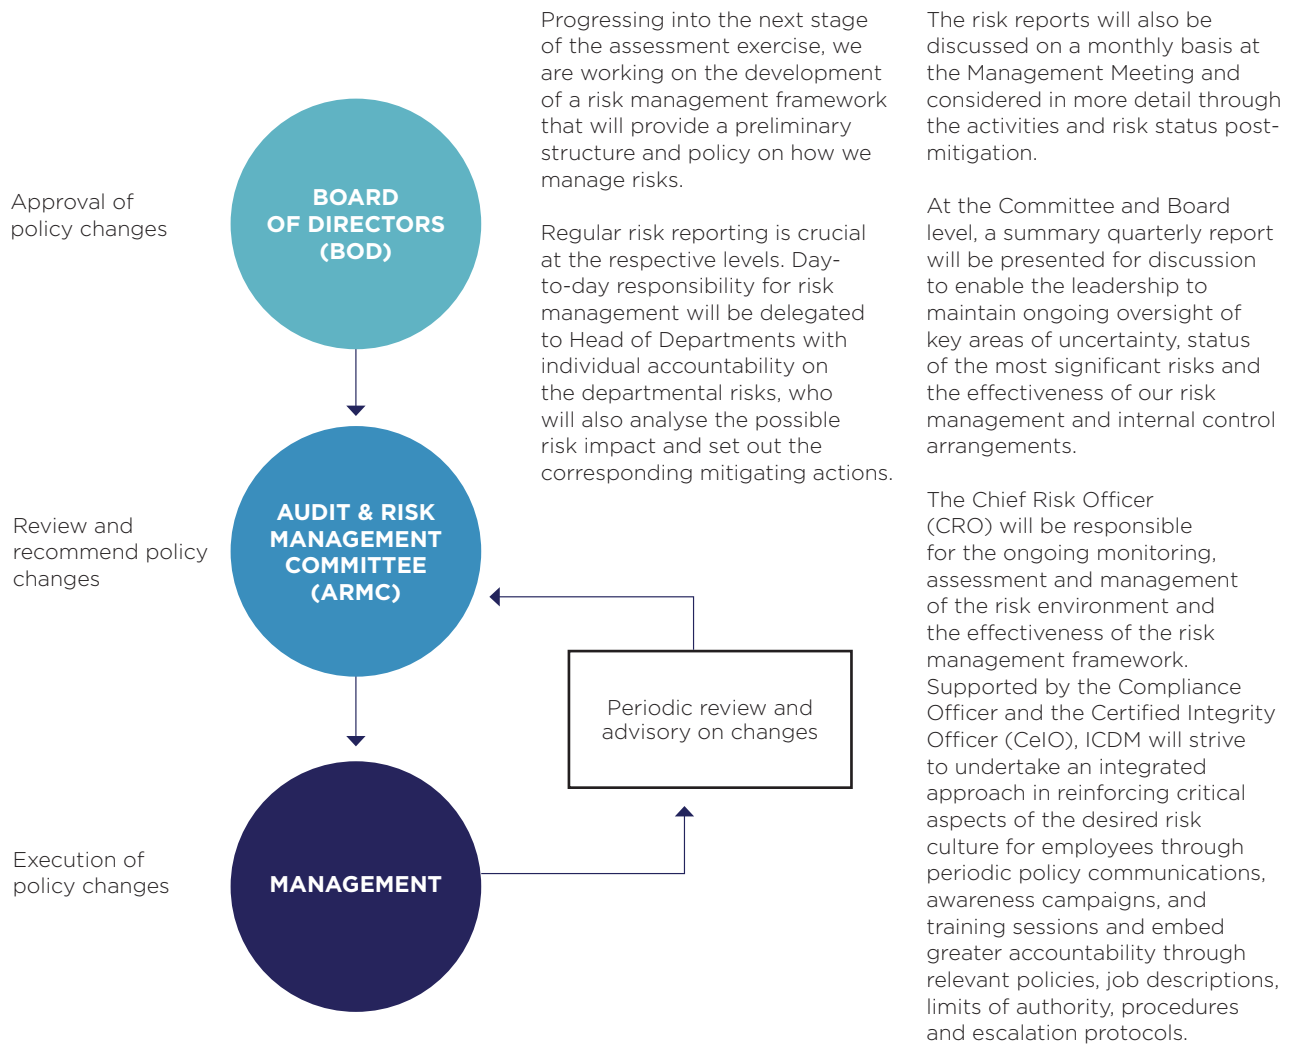 Approval of
policy changes
BOARD
OF DIRECTORS
(BOD)
Review and
recommend policy
changes
AUDIT & RISK
MANAGEMENT
COMMITTEE
(ARMC)
Periodic review and
advisory on changes
Execution of
policy changes
MANAGEMENT
Progressing into the next stage
of the assessment exercise, we
are working on the development
of a risk management framework
that will provide a preliminary
structure and policy on how we
manage risks.
Regular risk reporting is crucial
at the respective levels. Day-
to-day responsibility for risk
management will be delegated
to Head of Departments with
individual accountability on
the departmental risks, who
will also analyse the possible
risk impact and set out the
corresponding mitigating actions.
The risk reports will also be
discussed on a monthly basis at
the Management Meeting and
considered in more detail through
the activities and risk status post-
mitigation.
At the Committee and Board
level, a summary quarterly report
will be presented for discussion
to enable the leadership to
maintain ongoing oversight of
key areas of uncertainty, status
of the most significant risks and
the effectiveness of our risk
management and internal control
arrangements.
The Chief Risk Officer
(CRO) will be responsible
for the ongoing monitoring,
assessment and management
of the risk environment and
the effectiveness of the risk
management framework.
Supported by the Compliance
Officer and the Certified Integrity
Officer (CeIO), ICDM will strive
to undertake an integrated
approach in reinforcing critical
aspects of the desired risk
culture for employees through
periodic policy communications,
awareness campaigns, and
training sessions and embed
greater accountability through
relevant policies, job descriptions,
limits of authority, procedures
and escalation protocols.